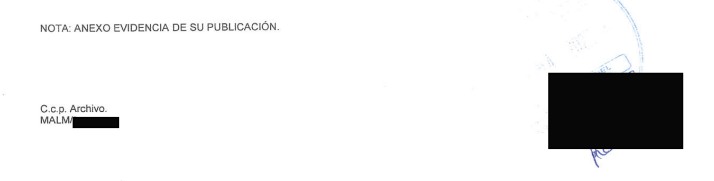 NOTA: ANEXO EVIDENCIA DE SU PUBLICACIÓN.
C.c.p. Archivo.
MALM/